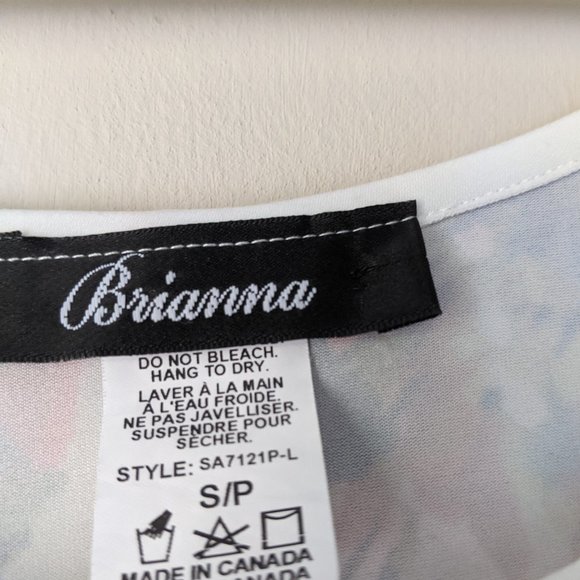 Brianna
DO NOT BLEACH.
HANG TO DRY.
LAVER À LA MAIN
À L'EAU FROIDE.
NE PAS JAVELLISER.
SUSPENDRE POUR
SÉCHER.
STYLE: SA7121P-L
S/P
MADE IN CANADA
CANADA